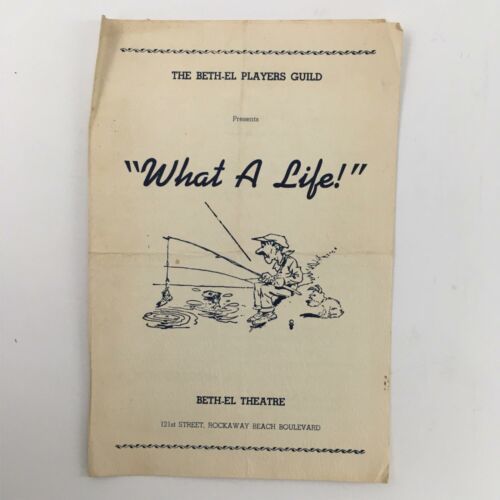 THE BETH-EL PLAYERS GUILD
Presents
"What A Life!"
BETH-EL THEATRE
121st STREET, ROCKAWAY BEACH BOULEVARD